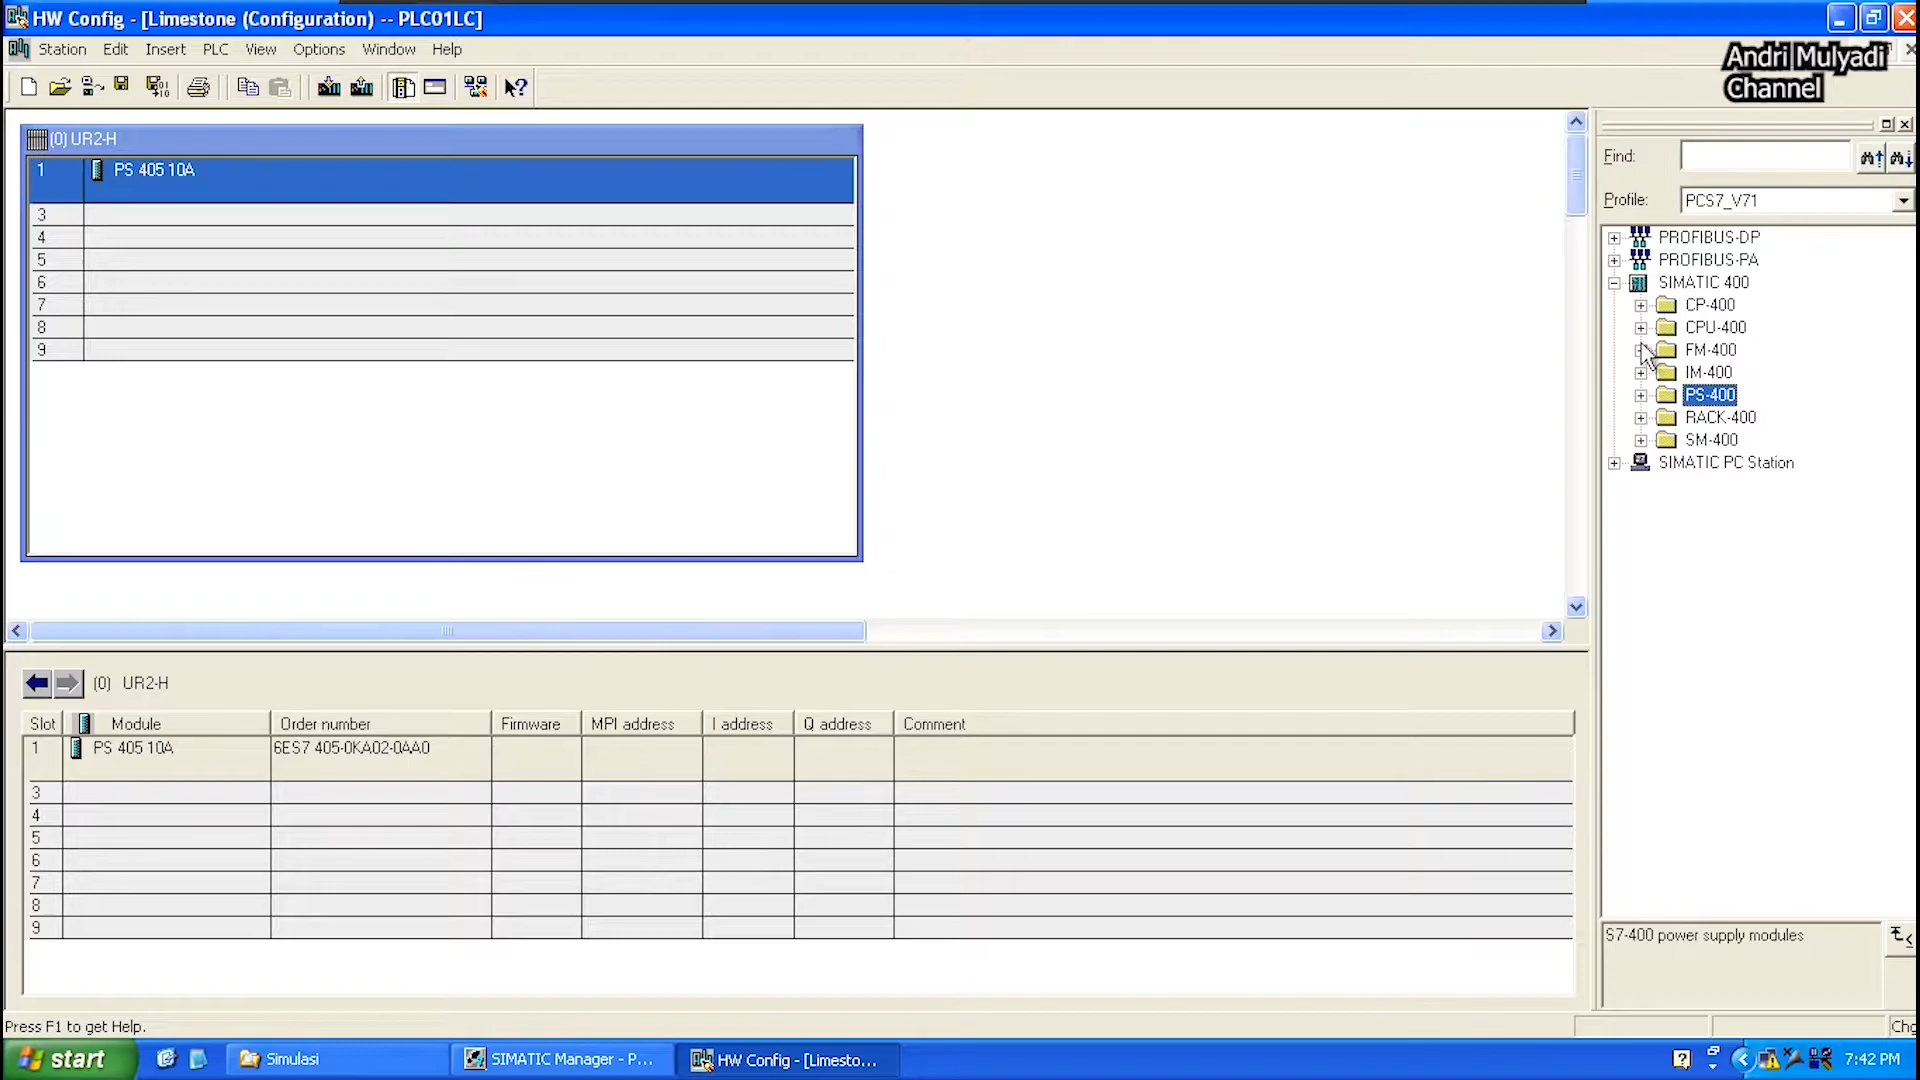 HW Config - [Limestone (Configuration) -- PLC01LC]
Station Edit Insert PLC View Options Window Help
Andri Mulyadi
Channel
(0) UR2-H
1 PS 405 10A
3
4
5
6
7
8
9
Find:
Profile: PCS7_V71
PROFIBUS-DP
PROFIBUS-PA
SIMATIC 400
CP-400
CPU-400
FM-400
IM-400
PS-400
RACK-400
SM-400
SIMATIC PC Station
(0) UR2-H
Slot Module Order number Firmware MPI address I address Q address Comment
1 PS 405 10A 6ES7 405-0KA02-0AA0
3
4
5
6
7
8
9
S7-400 power supply modules
Press F1 to get Help.
Chg
start Simulasi SIMATIC Manager - P... HW Config - [Limesto... 7:42 PM